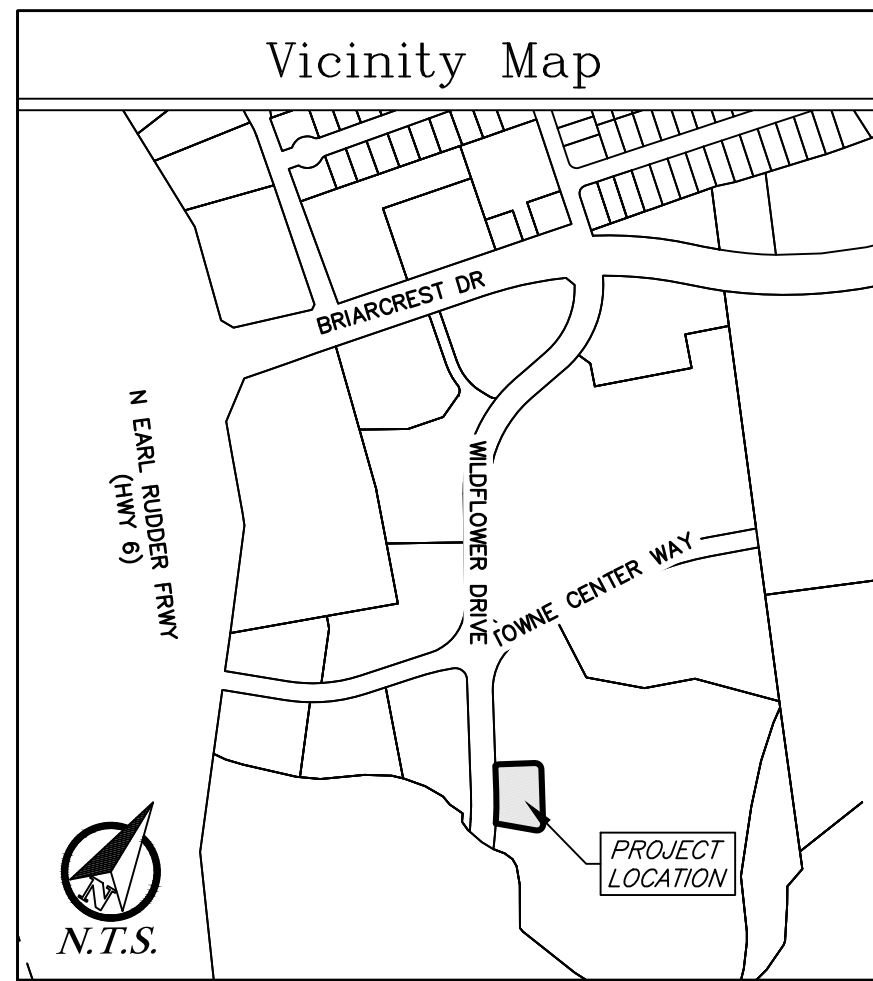 Vicinity Map
BRIARCREST DR
N EARL RUDDER FRWY
(HWY 6)
WILDFLOWER DRIVE
TOWNE CENTER WAY
PROJECT
LOCATION
N
N.T.S.